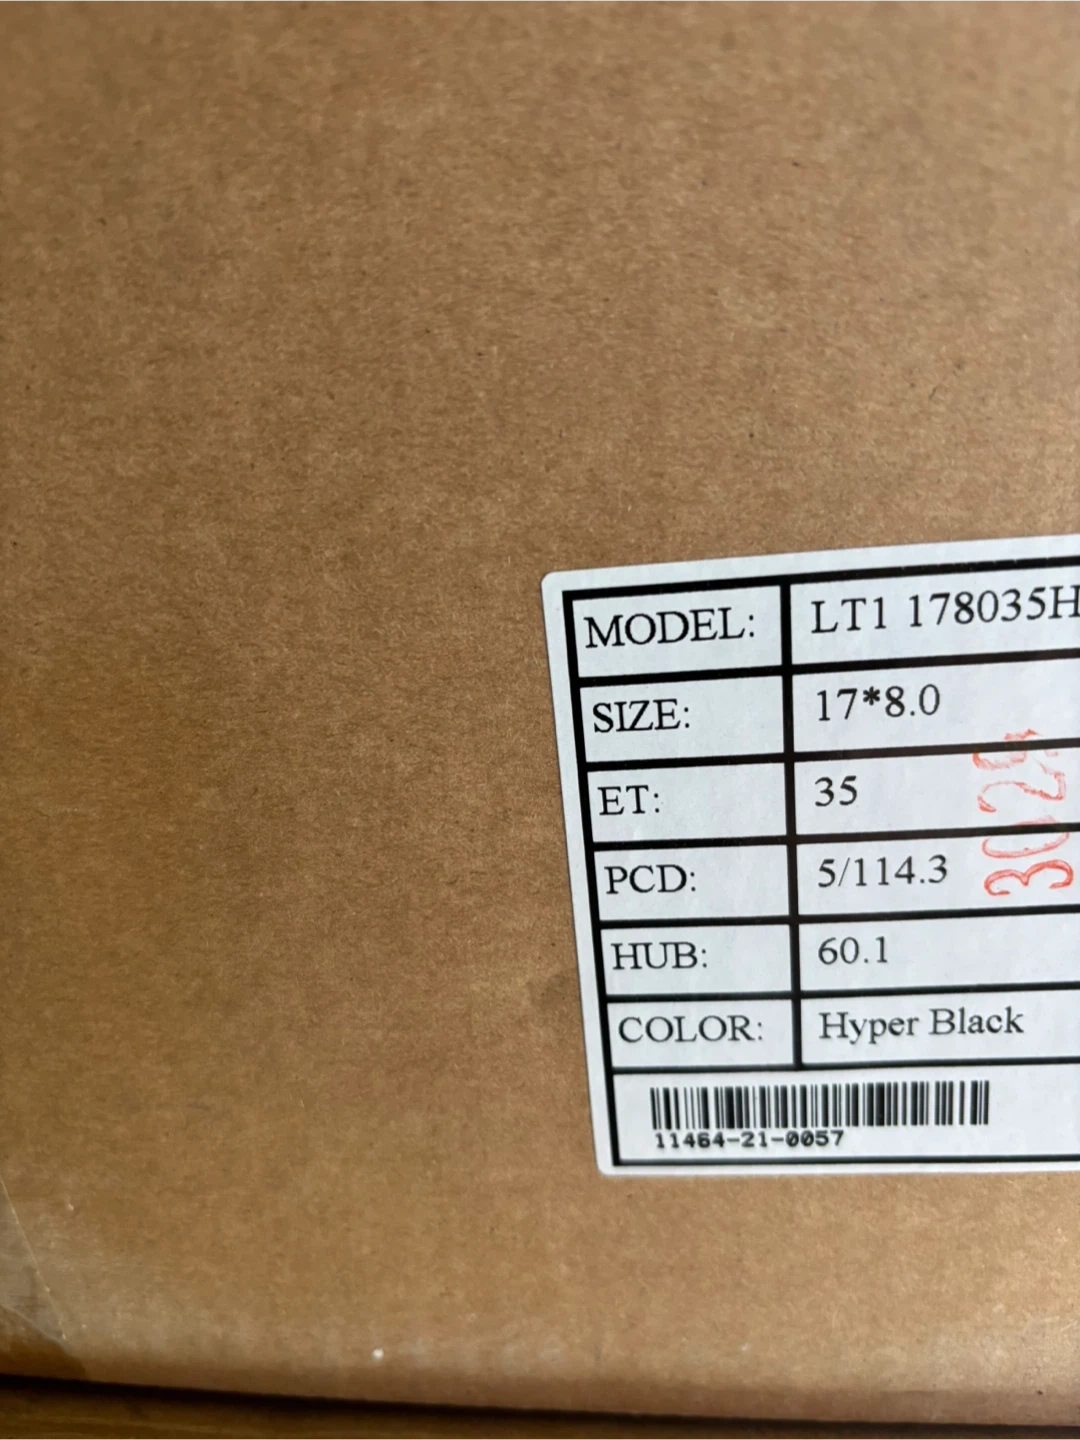 MODEL: LT1 178035H
SIZE: 17*8.0
ET: 35
PCD: 5/114.3
HUB: 60.1
COLOR: Hyper Black
11464-21-0057